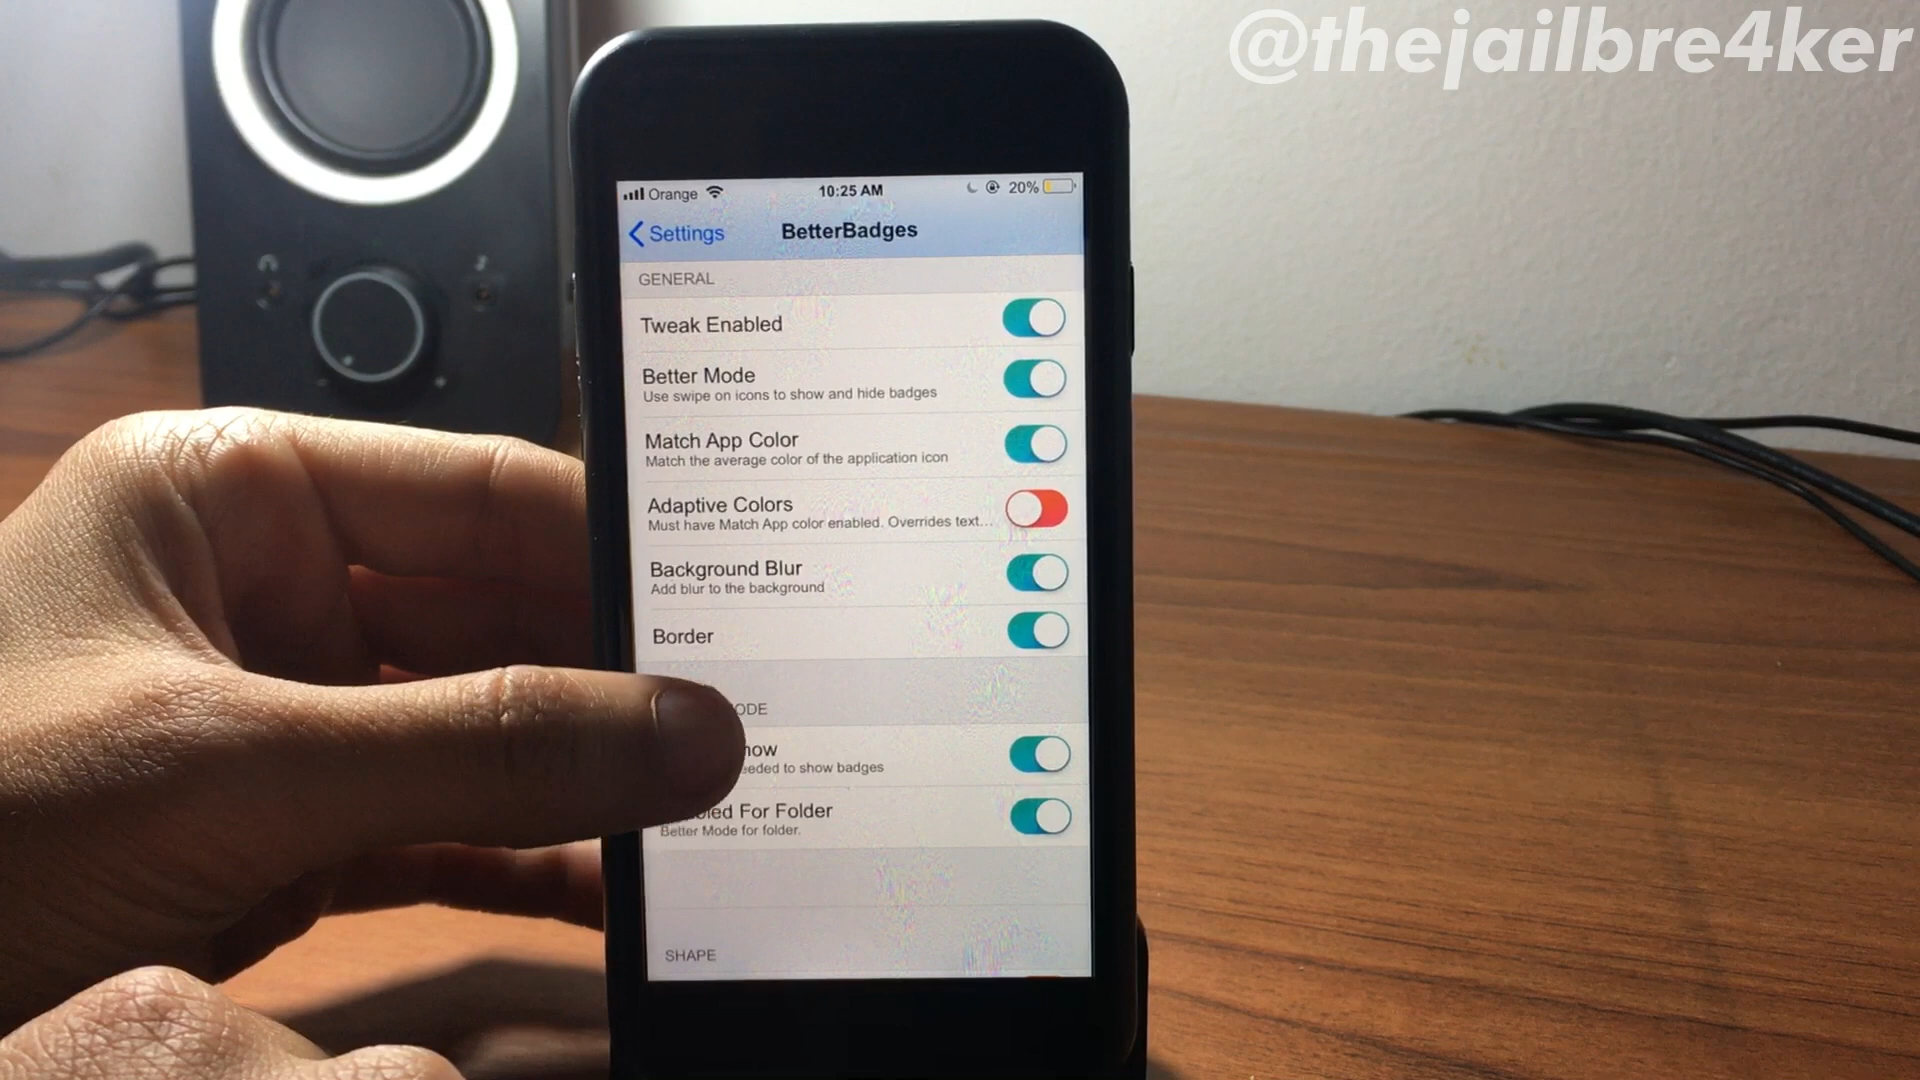 @thejailbre4ker
Orange 10:25 AM 20%
Settings BetterBadges
GENERAL
Tweak Enabled
Better Mode
Use swipe on icons to show and hide badges
Match App Color
Match the average color of the application icon
Adaptive Colors
Must have Match App color enabled. Overrides text...
Background Blur
Add blur to the background
Border
to show badges
For Folder
Better Mode for folder.
SHAPE